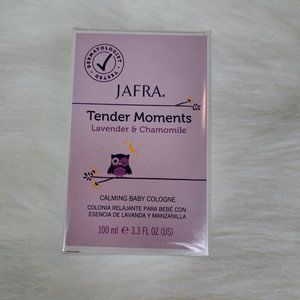 DERMATOLOGIST TESTED
JAFRA®
Tender Moments
Lavender & Chamomile
CALMING BABY COLOGNE
COLONIA RELAJANTE PARA BEBÉ CON
ESENCIA DE LAVANDA Y MANZANILLA
100 ml e 3.3 FL OZ (US)